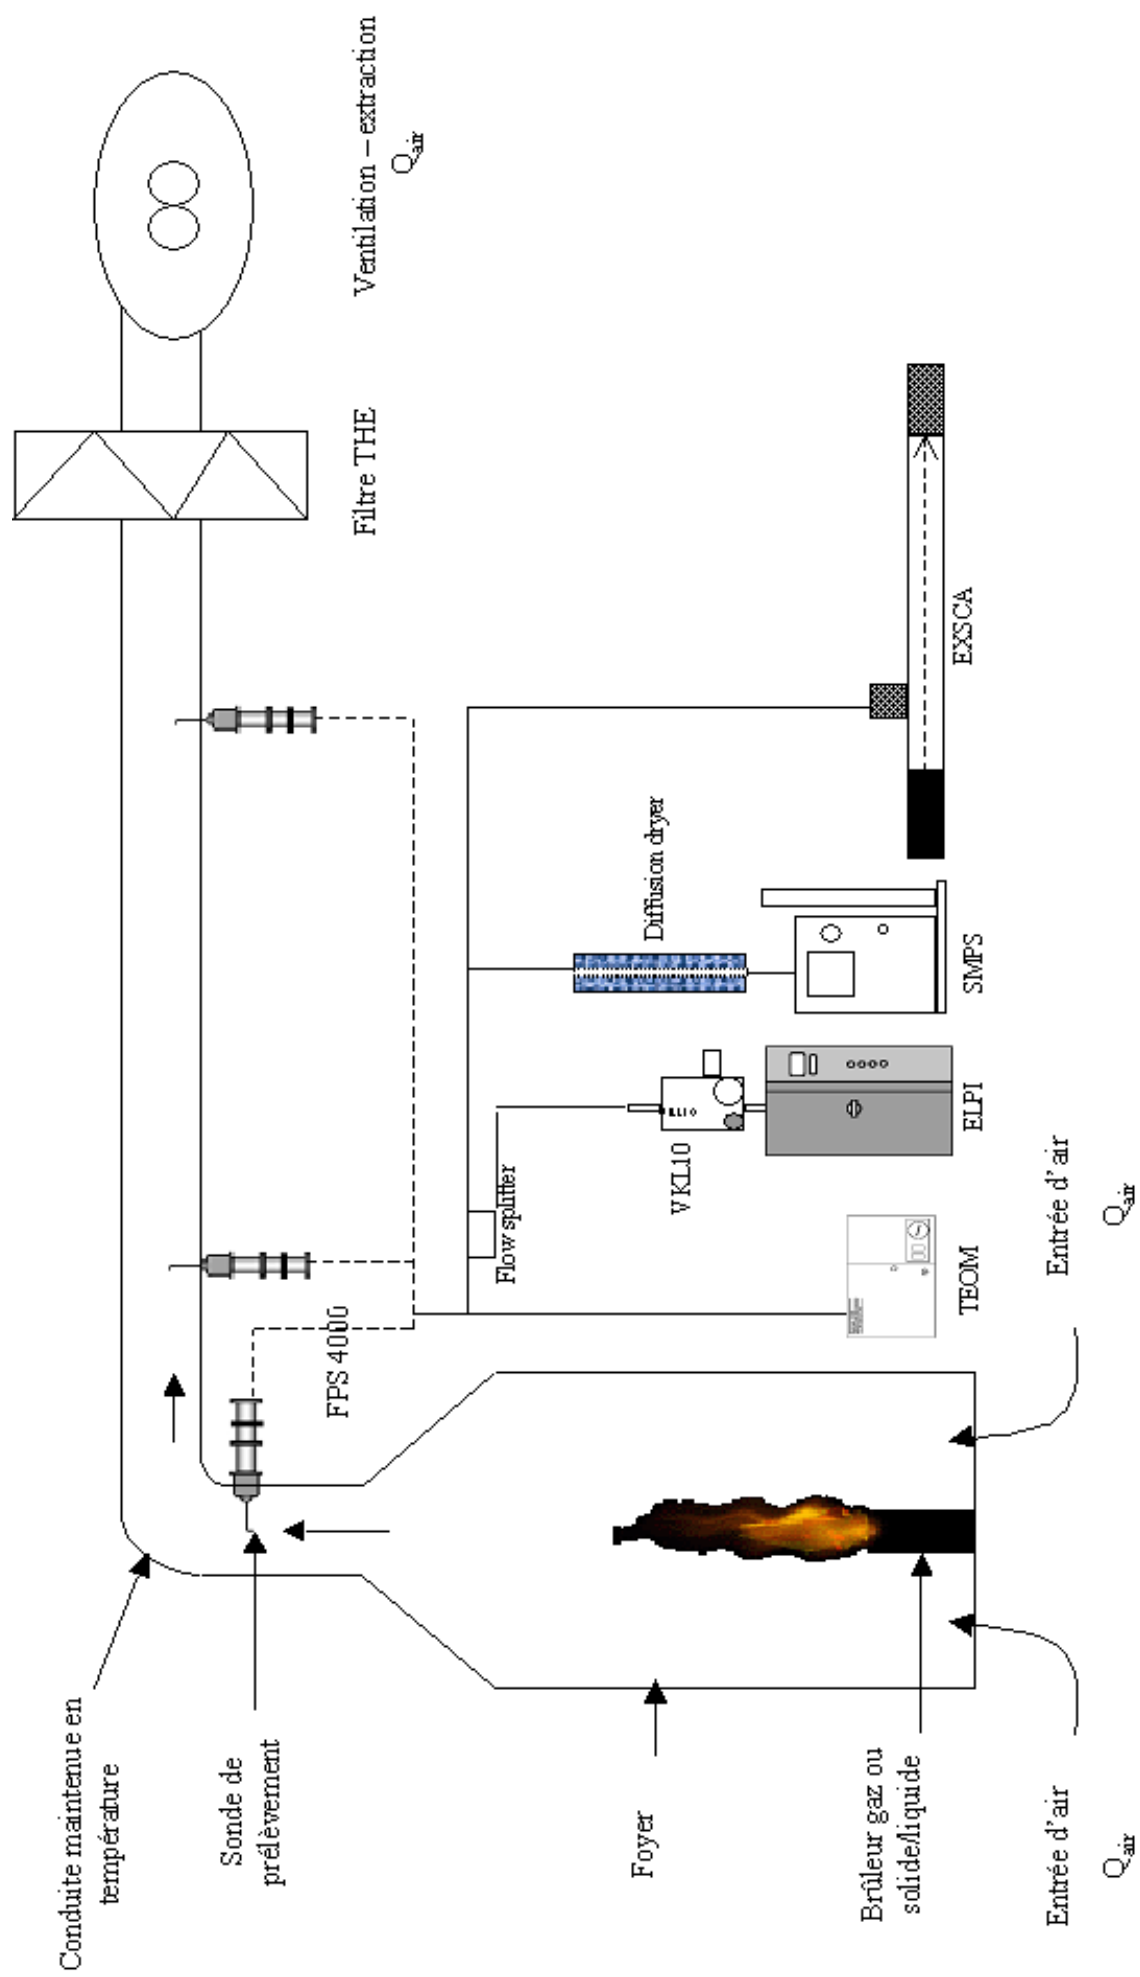 Conduite maintenue en
température
Sonde de
prélèvement
Foyer
Brûleur gaz ou
solide/liquide
Entrée d'air
Qair
Entrée d' air
Qair
FPS 4000
Flow splitter
VKL10
Diffusion dryer
TEOM
ELPI
SMPS
EXSCA
Filtre THE
Ventilation – extraction
Qair